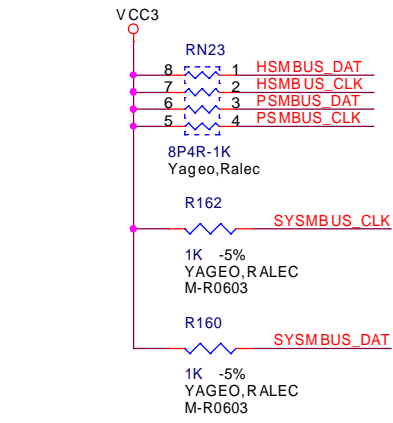 VCC3
RN23
8 1 HSMBUS_DAT
7 2 HSMBUS_CLK
6 3 PSMBUS_DAT
5 4 PSMBUS_CLK
8P4R-1K
Yageo,Ralec
R162
SYSMBUS_CLK
1K -5%
YAGEO,RALEC
M-R0603
R160
SYSMBUS_DAT
1K -5%
YAGEO,RALEC
M-R0603